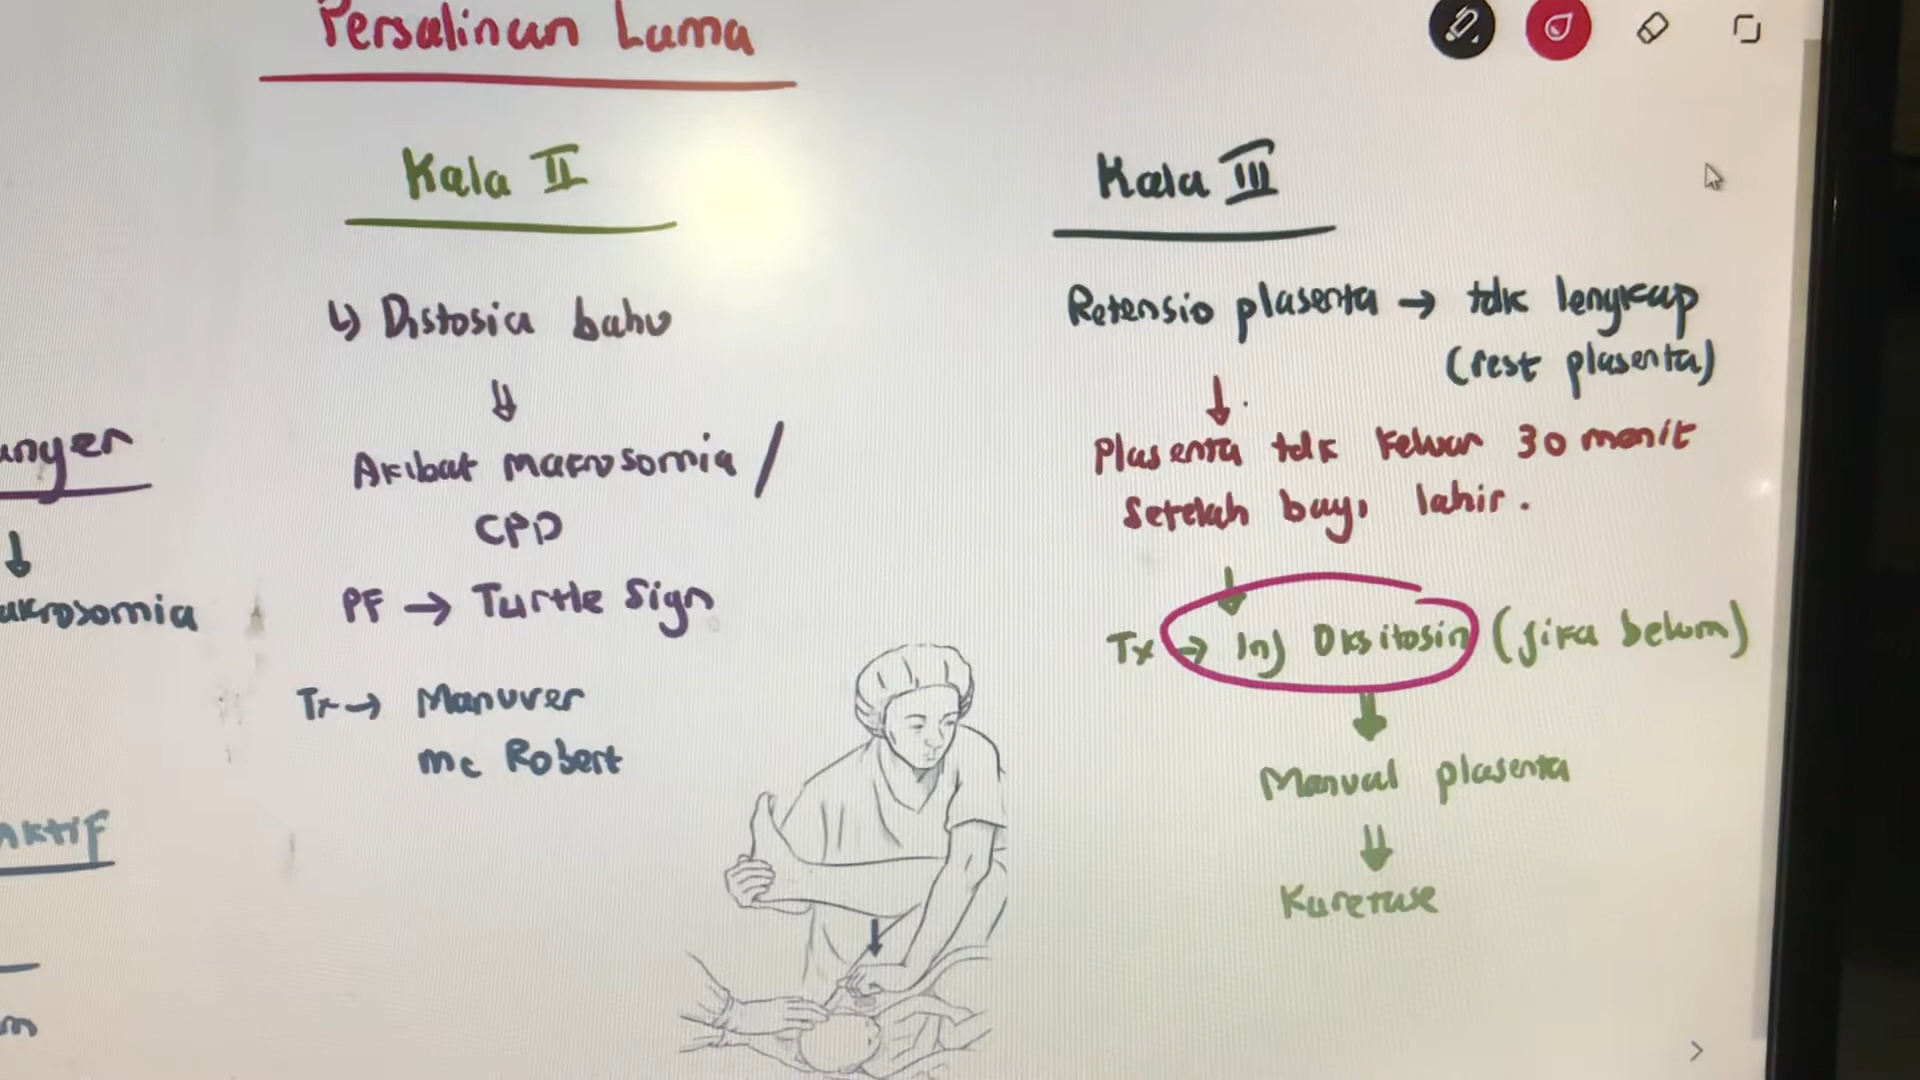 Persalinan Lama
Kala II
↳ Distosia bahu
Akibat makrosomia /
CPD
PF → Turtle Sign
Tx → Manuver
Mc Robert
Kala III
Retensio plasenta → tdk lengkap
(rest plasenta)
Plasenta tdk keluar 30 menit
setelah bayi lahir.
Tx → Inj Oksitosin (jika belum)
Manual plasenta
Kuretase
akrosomia
Aktif